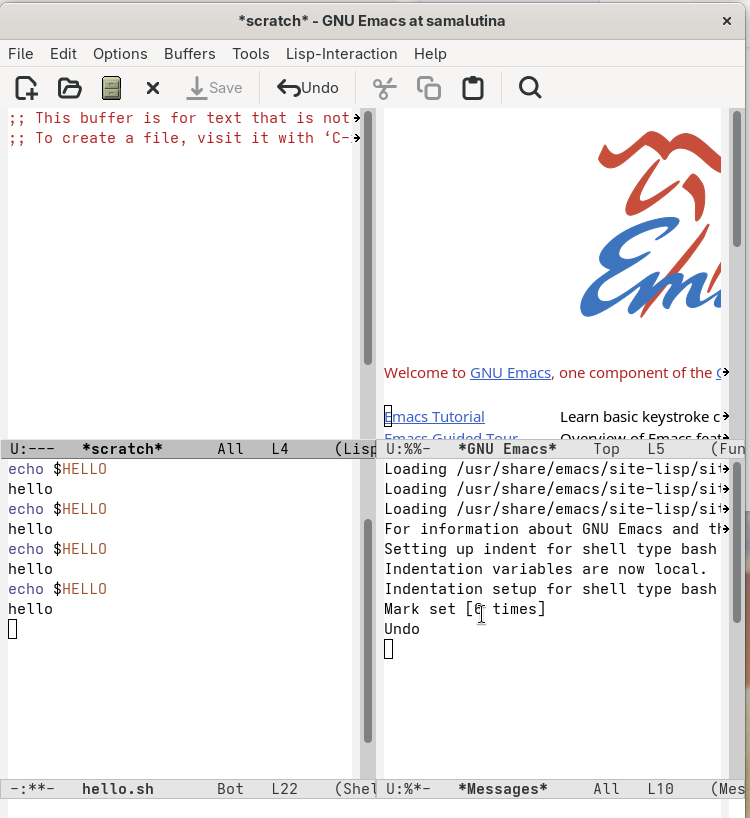 *scratch* - GNU Emacs at samalutina
File Edit Options Buffers Tools Lisp-Interaction Help
Save Undo
;; This buffer is for text that is not
;; To create a file, visit it with ‘C-
Em
Welcome to GNU Emacs, one component of the
Emacs Tutorial Learn basic keystroke c
Emacs Guided Tour Overview of Emacs feat
U:--- *scratch* All L4 (Lisp
U:%%- *GNU Emacs* Top L5 (Fun
echo $HELLO
hello
echo $HELLO
hello
echo $HELLO
hello
echo $HELLO
hello
-:**- hello.sh Bot L22 (Shel
Loading /usr/share/emacs/site-lisp/sit
Loading /usr/share/emacs/site-lisp/sit
Loading /usr/share/emacs/site-lisp/sit
For information about GNU Emacs and th
Setting up indent for shell type bash
Indentation variables are now local.
Indentation setup for shell type bash
Mark set [6 times]
Undo
U:%*- *Messages* All L10 (Mes